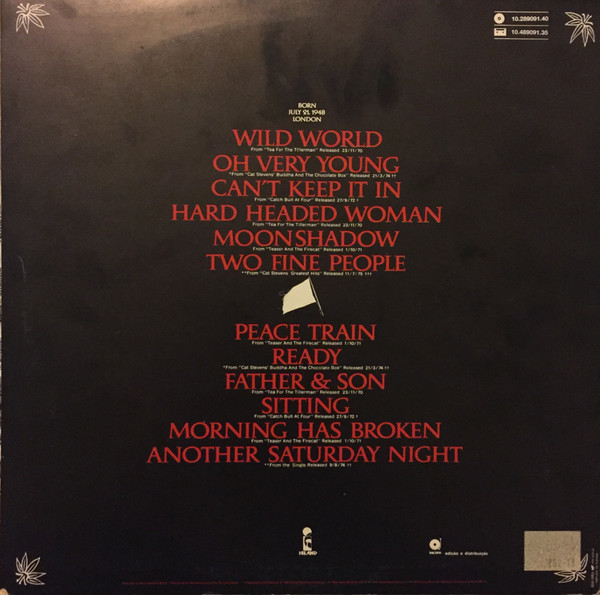 10.289091.40
10.489091.35
BORN
JULY 21, 1948
LONDON
WILD WORLD
From "Tea For The Tillerman" Released 23/11/70
OH VERY YOUNG
*From "Cat Stevens' Buddha And The Chocolate Box" Released 21/3/74 ††
CAN'T KEEP IT IN
From "Catch Bull At Four" Released 27/9/72 †
HARD HEADED WOMAN
From "Tea For The Tillerman" Released 23/11/70
MOONSHADOW
From "Teaser And The Firecat" Released 1/10/71
TWO FINE PEOPLE
**From "Cat Stevens Greatest Hits" Released 11/7/75 †††
PEACE TRAIN
From "Teaser And The Firecat" Released 1/10/71
READY
*From "Cat Stevens' Buddha And The Chocolate Box" Released 21/3/74 ††
FATHER & SON
From "Tea For The Tillerman" Released 23/11/70
SITTING
From "Catch Bull At Four" Released 27/9/72 †
MORNING HAS BROKEN
From "Teaser And The Firecat" Released 1/10/71
ANOTHER SATURDAY NIGHT
**From the Single Released 9/8/74 ††
ISLAND
edição e distribuição